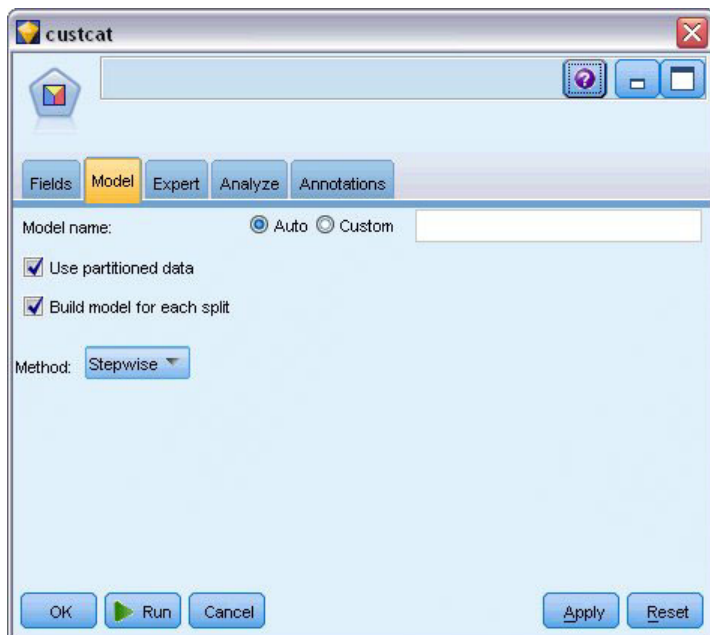 custcat
?
Fields Model Expert Analyze Annotations
Model name: Auto Custom
Use partitioned data
Build model for each split
Method: Stepwise
OK Run Cancel Apply Reset